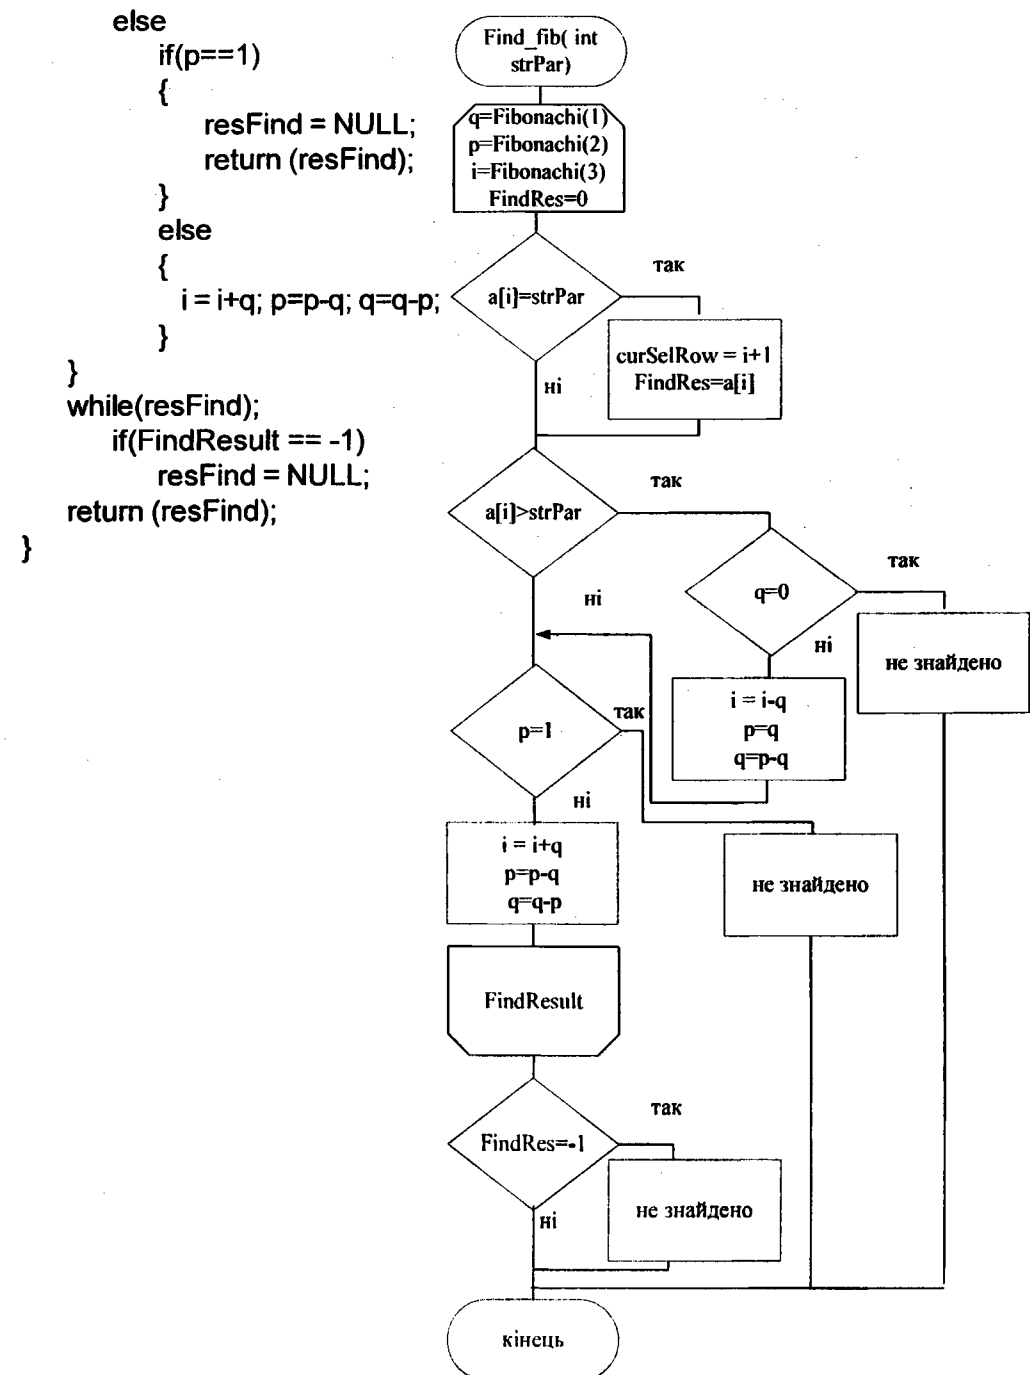 else
if(p==1)
{
resFind = NULL;
return (resFind);
}
else
{
i = i+q; p=p-q; q=q-p;
}
}
while(resFind);
if(FindResult == -1)
resFind = NULL;
return (resFind);
}
Find_fib( int
strPar)
q=Fibonachi(1)
p=Fibonachi(2)
i=Fibonachi(3)
FindRes=0
a[i]=strPar
так
curSelRow = i+1
FindRes=a[i]
ні
a[i]>strPar
так
q=0
так
не знайдено
ні
ні
i = i-q
p=q
q=p-q
p=1
так
ні
не знайдено
i = i+q
p=p-q
q=q-p
FindResult
FindRes=-1
так
не знайдено
ні
кінець